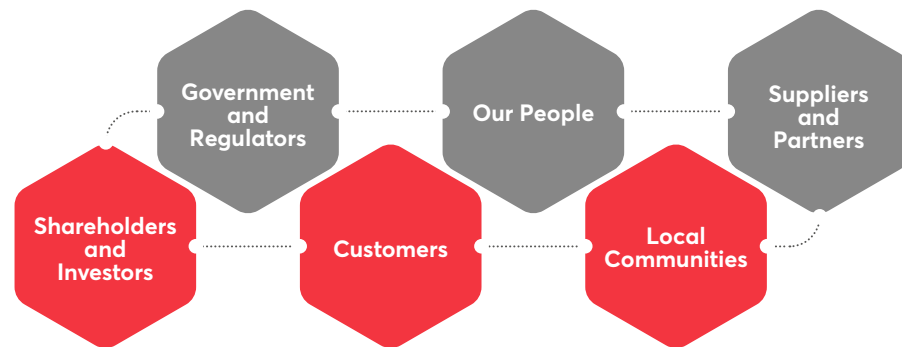 Government
and
Regulators
Our People
Suppliers
and
Partners
Shareholders
and
Investors
Customers
Local
Communities